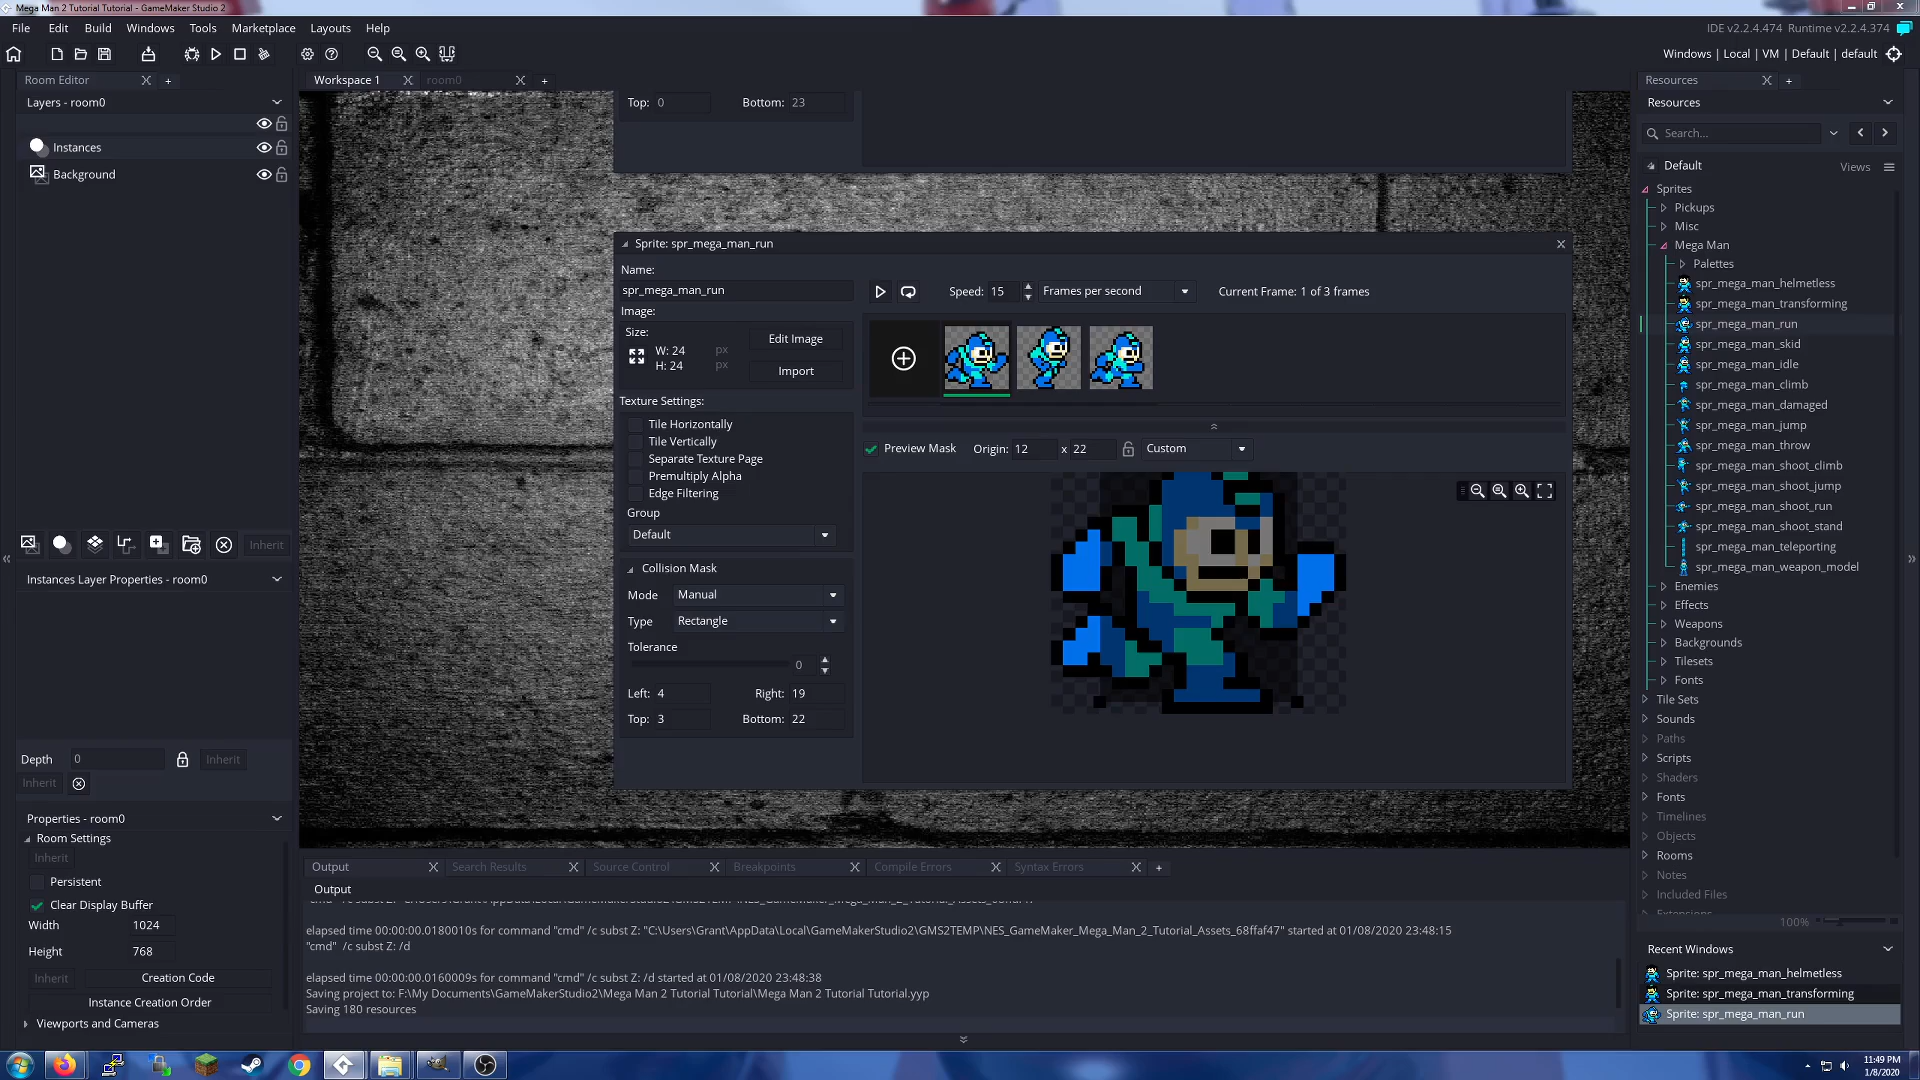 Mega Man 2 Tutorial Tutorial - GameMaker Studio 2
File Edit Build Windows Tools Marketplace Layouts Help
IDE v2.2.4.474 Runtime v2.2.4.374
Windows | Local | VM | Default | default
Room Editor
Layers - room0
Instances
Background
Inherit
Instances Layer Properties - room0
Depth 0 Inherit
Inherit
Properties - room0
Room Settings
Inherit
Persistent
Clear Display Buffer
Width 1024
Height 768
Inherit Creation Code
Instance Creation Order
Viewports and Cameras
Workspace 1 room0
Top: 0 Bottom: 23
Sprite: spr_mega_man_run
Name:
spr_mega_man_run
Image:
Size:
W: 24 px
H: 24 px
Edit Image
Import
Texture Settings:
Tile Horizontally
Tile Vertically
Separate Texture Page
Premultiply Alpha
Edge Filtering
Group
Default
Collision Mask
Mode Manual
Type Rectangle
Tolerance
0
Left: 4 Right: 19
Top: 3 Bottom: 22
Speed: 15 Frames per second Current Frame: 1 of 3 frames
Preview Mask Origin: 12 x 22 Custom
Output Search Results Source Control Breakpoints Compile Errors Syntax Errors
Output
elapsed time 00:00:00.0180010s for command "cmd" /c subst Z: "C:\Users\Grant\AppData\Local\GameMakerStudio2\GMS2TEMP\NES_GameMaker_Mega_Man_2_Tutorial_Assets_68ffaf47" started at 01/08/2020 23:48:15
"cmd" /c subst Z: /d
elapsed time 00:00:00.0160009s for command "cmd" /c subst Z: /d started at 01/08/2020 23:48:38
Saving project to: F:\My Documents\GameMakerStudio2\Mega Man 2 Tutorial Tutorial\Mega Man 2 Tutorial Tutorial.yyp
Saving 180 resources
Resources
Resources
Search...
Default Views
Sprites
Pickups
Misc
Mega Man
Palettes
spr_mega_man_helmetless
spr_mega_man_transforming
spr_mega_man_run
spr_mega_man_skid
spr_mega_man_idle
spr_mega_man_climb
spr_mega_man_damaged
spr_mega_man_jump
spr_mega_man_throw
spr_mega_man_shoot_climb
spr_mega_man_shoot_jump
spr_mega_man_shoot_run
spr_mega_man_shoot_stand
spr_mega_man_teleporting
spr_mega_man_weapon_model
Enemies
Effects
Weapons
Backgrounds
Tilesets
Fonts
Tile Sets
Sounds
Paths
Scripts
Shaders
Fonts
Timelines
Objects
Rooms
Notes
Included Files
Extensions
100%
Recent Windows
Sprite: spr_mega_man_helmetless
Sprite: spr_mega_man_transforming
Sprite: spr_mega_man_run
11:49 PM
1/8/2020